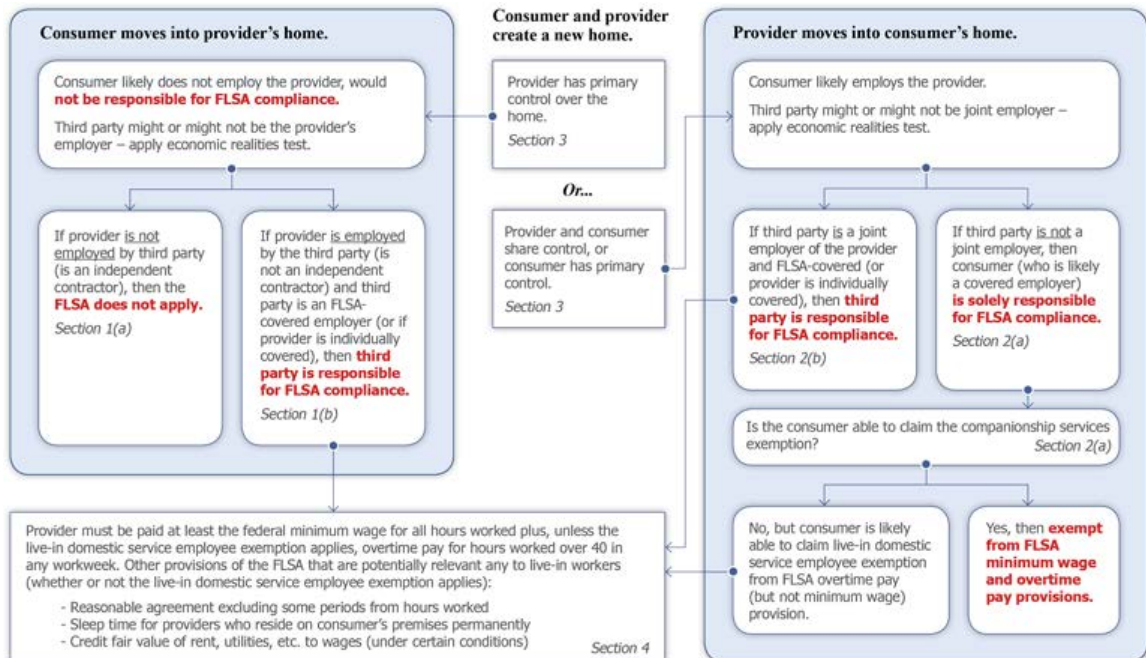 Consumer moves into provider's home.
Consumer likely does not employ the provider, would
not be responsible for FLSA compliance.
Third party might or might not be the provider's
employer – apply economic realities test.
If provider is not
employed by third party
(is an independent
contractor), then the
FLSA does not apply.
Section 1(a)
If provider is employed
by the third party (is
not an independent
contractor) and third
party is an FLSA-
covered employer (or if
provider is individually
covered), then third
party is responsible
for FLSA compliance.
Section 1(b)
Consumer and provider
create a new home.
Provider has primary
control over the
home.
Section 3
Or...
Provider and consumer
share control, or
consumer has primary
control.
Section 3
Provider moves into consumer's home.
Consumer likely employs the provider.
Third party might or might not be joint employer –
apply economic realities test.
If third party is a joint
employer of the provider
and FLSA-covered (or
provider is individually
covered), then third
party is responsible
for FLSA compliance.
Section 2(b)
If third party is not a
joint employer, then
consumer (who is likely
a covered employer)
is solely responsible
for FLSA compliance.
Section 2(a)
Is the consumer able to claim the companionship services
exemption? Section 2(a)
No, but consumer is likely
able to claim live-in domestic
service employee exemption
from FLSA overtime pay
(but not minimum wage)
provision.
Yes, then exempt
from FLSA
minimum wage
and overtime
pay provisions.
Provider must be paid at least the federal minimum wage for all hours worked plus, unless the
live-in domestic service employee exemption applies, overtime pay for hours worked over 40 in
any workweek. Other provisions of the FLSA that are potentially relevant any to live-in workers
(whether or not the live-in domestic service employee exemption applies):
- Reasonable agreement excluding some periods from hours worked
- Sleep time for providers who reside on consumer's premises permanently
- Credit fair value of rent, utilities, etc. to wages (under certain conditions)
Section 4